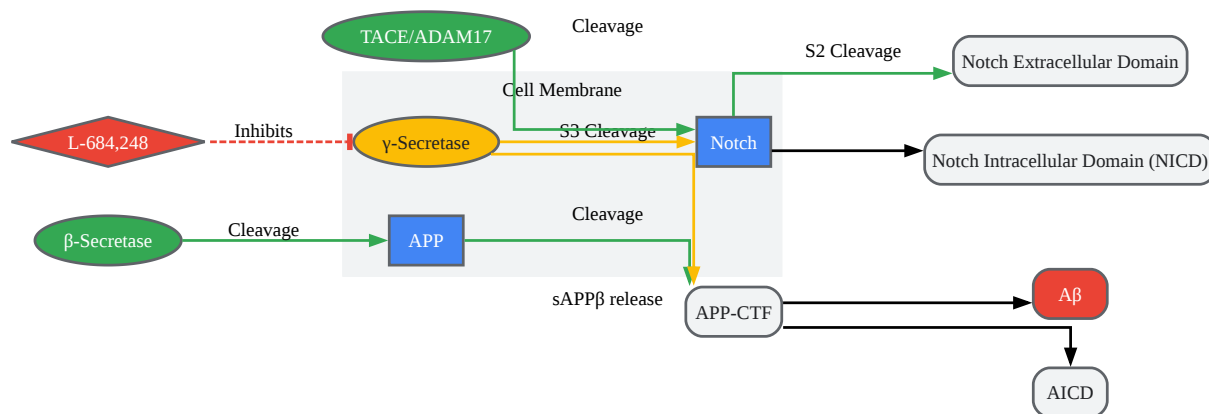 TACE/ADAM17
Cleavage
S2 Cleavage
Notch Extracellular Domain
Cell Membrane
L-684,248
Inhibits
γ-Secretase
S3 Cleavage
Notch
Notch Intracellular Domain (NICD)
β-Secretase
Cleavage
APP
Cleavage
sAPPβ release
APP-CTF
Aβ
AICD